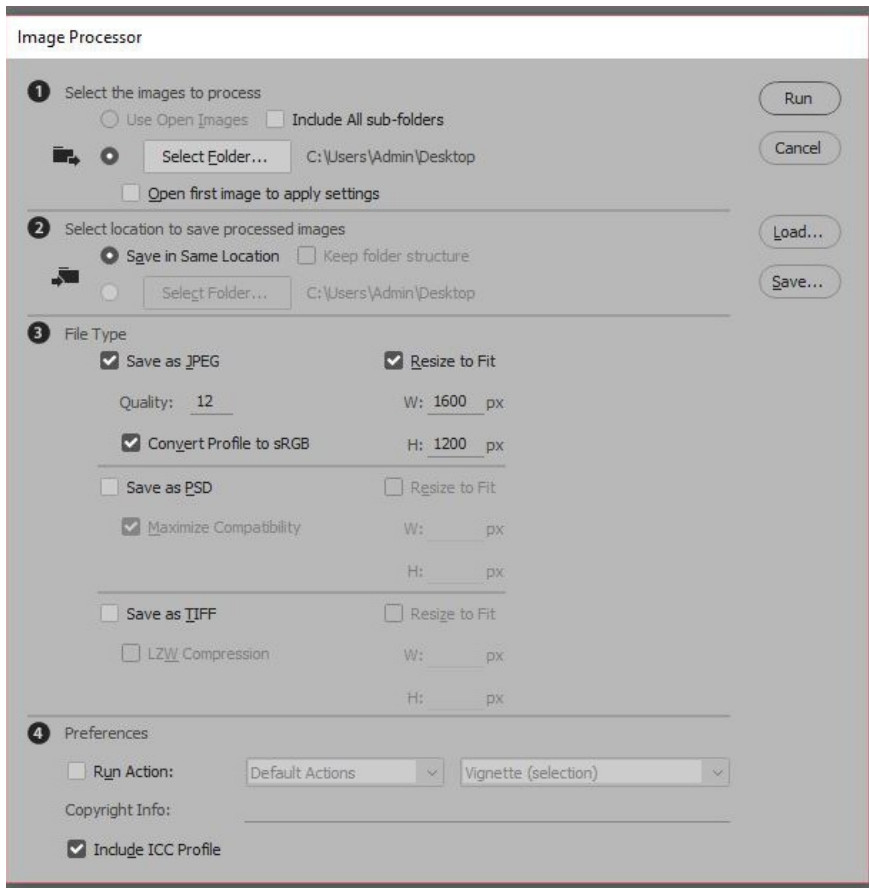 Image Processor
1 Select the images to process
Use Open Images Include All sub-folders
Select Folder... C:\Users\Admin\Desktop
Open first image to apply settings
2 Select location to save processed images
Save in Same Location Keep folder structure
Select Folder... C:\Users\Admin\Desktop
3 File Type
Save as JPEG Resize to Fit
Quality: 12 W: 1600 px
Convert Profile to sRGB H: 1200 px
Save as PSD Resize to Fit
Maximize Compatibility W: px
H: px
Save as TIFF Resize to Fit
LZW Compression W: px
H: px
4 Preferences
Run Action: Default Actions Vignette (selection)
Copyright Info:
Include ICC Profile
Run
Cancel
Load...
Save...